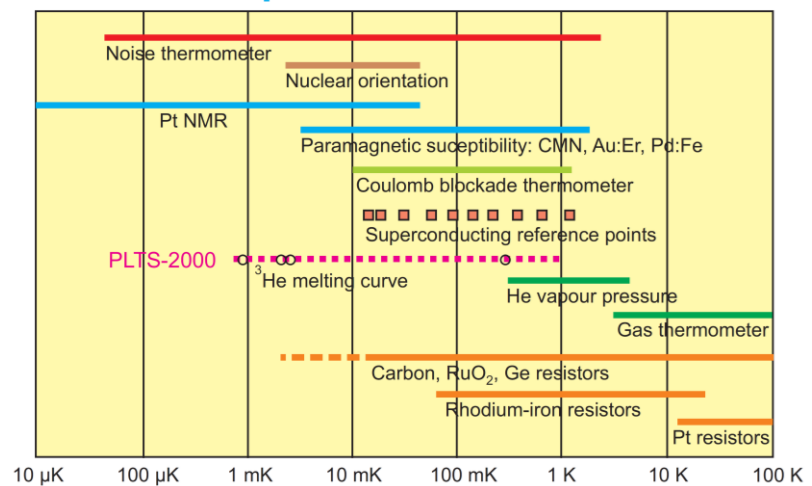 Noise thermometer
Nuclear orientation
Pt NMR
Paramagnetic suceptibility: CMN, Au:Er, Pd:Fe
Coulomb blockade thermometer
Superconducting reference points
PLTS-2000
³He melting curve
He vapour pressure
Gas thermometer
Carbon, RuO₂, Ge resistors
Rhodium-iron resistors
Pt resistors
10 µK 100 µK 1 mK 10 mK 100 mK 1 K 10 K 100 K